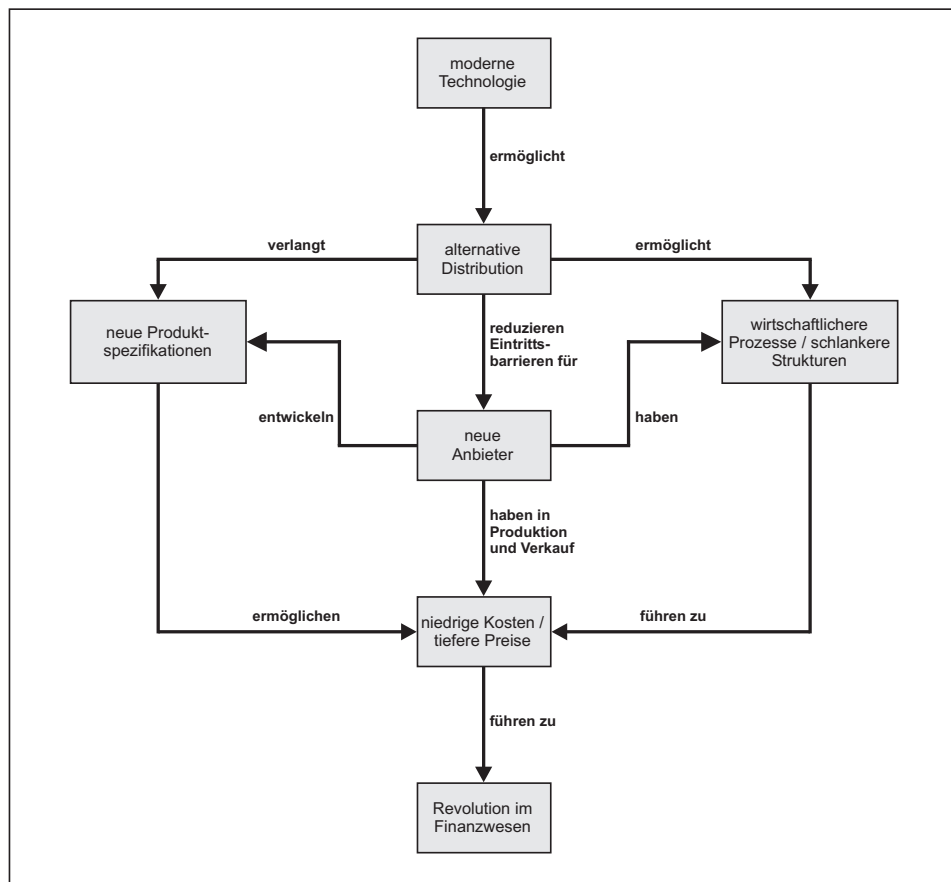 moderne
Technologie
ermöglicht
verlangt
alternative
Distribution
ermöglicht
neue Produkt-
spezifikationen
reduzieren
Eintritts-
barrieren für
wirtschaftlichere
Prozesse / schlankere
Strukturen
entwickeln
neue
Anbieter
haben
haben in
Produktion
und Verkauf
ermöglichen
niedrige Kosten /
tiefere Preise
führen zu
führen zu
Revolution im
Finanzwesen